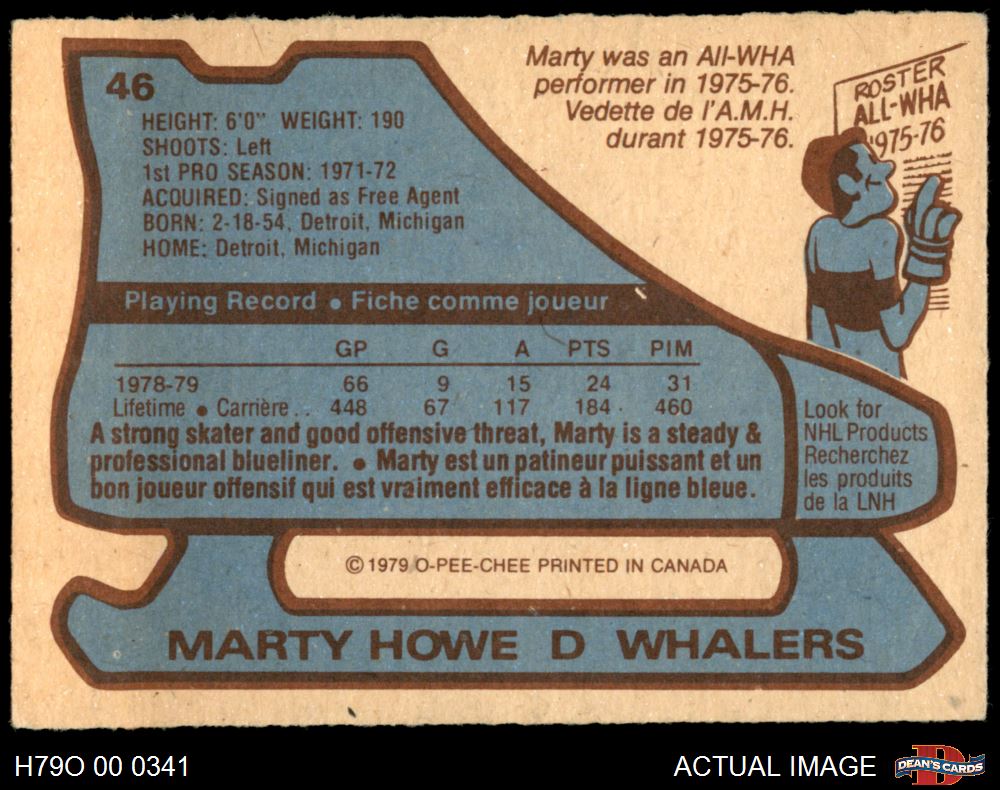 46
HEIGHT: 6'0" WEIGHT: 190
SHOOTS: Left
1st PRO SEASON: 1971-72
ACQUIRED: Signed as Free Agent
BORN: 2-18-54, Detroit, Michigan
HOME: Detroit, Michigan
Marty was an All-WHA
performer in 1975-76.
Vedette de l'A.M.H.
durant 1975-76.
ROSTER
ALL-WHA
1975-76
Playing Record ● Fiche comme joueur
GP G A PTS PIM
1978-79 66 9 15 24 31
Lifetime ● Carrière .. 448 67 117 184 460
A strong skater and good offensive threat, Marty is a steady &
professional blueliner. ● Marty est un patineur puissant et un
bon joueur offensif qui est vraiment efficace à la ligne bleue.
Look for
NHL Products
Recherchez
les produits
de la LNH
© 1979 O-PEE-CHEE PRINTED IN CANADA
MARTY HOWE D WHALERS
H79O 00 0341
ACTUAL IMAGE
DEAN'S CARDS